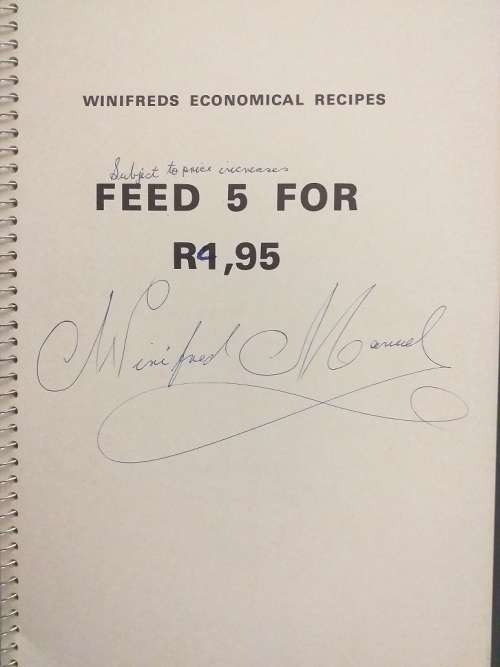 WINIFREDS ECONOMICAL RECIPES
Subject to price increases
FEED 5 FOR
R4,95
Winifred Manuel